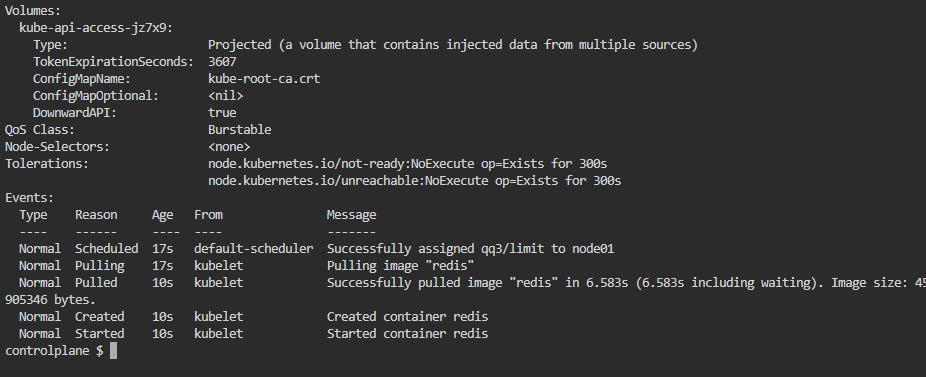 Volumes:
  kube-api-access-jz7x9:
    Type:                    Projected (a volume that contains injected data from multiple sources)
    TokenExpirationSeconds:  3607
    ConfigMapName:           kube-root-ca.crt
    ConfigMapOptional:       <nil>
    DownwardAPI:             true
QoS Class:                   Burstable
Node-Selectors:              <none>
Tolerations:                 node.kubernetes.io/not-ready:NoExecute op=Exists for 300s
                             node.kubernetes.io/unreachable:NoExecute op=Exists for 300s
Events:
  Type    Reason     Age   From               Message
  ----    ------     ----  ----               -------
  Normal  Scheduled  17s   default-scheduler  Successfully assigned qq3/limit to node01
  Normal  Pulling    17s   kubelet            Pulling image "redis"
  Normal  Pulled     10s   kubelet            Successfully pulled image "redis" in 6.583s (6.583s including waiting). Image size: 45
905346 bytes.
  Normal  Created    10s   kubelet            Created container redis
  Normal  Started    10s   kubelet            Started container redis
controlplane $